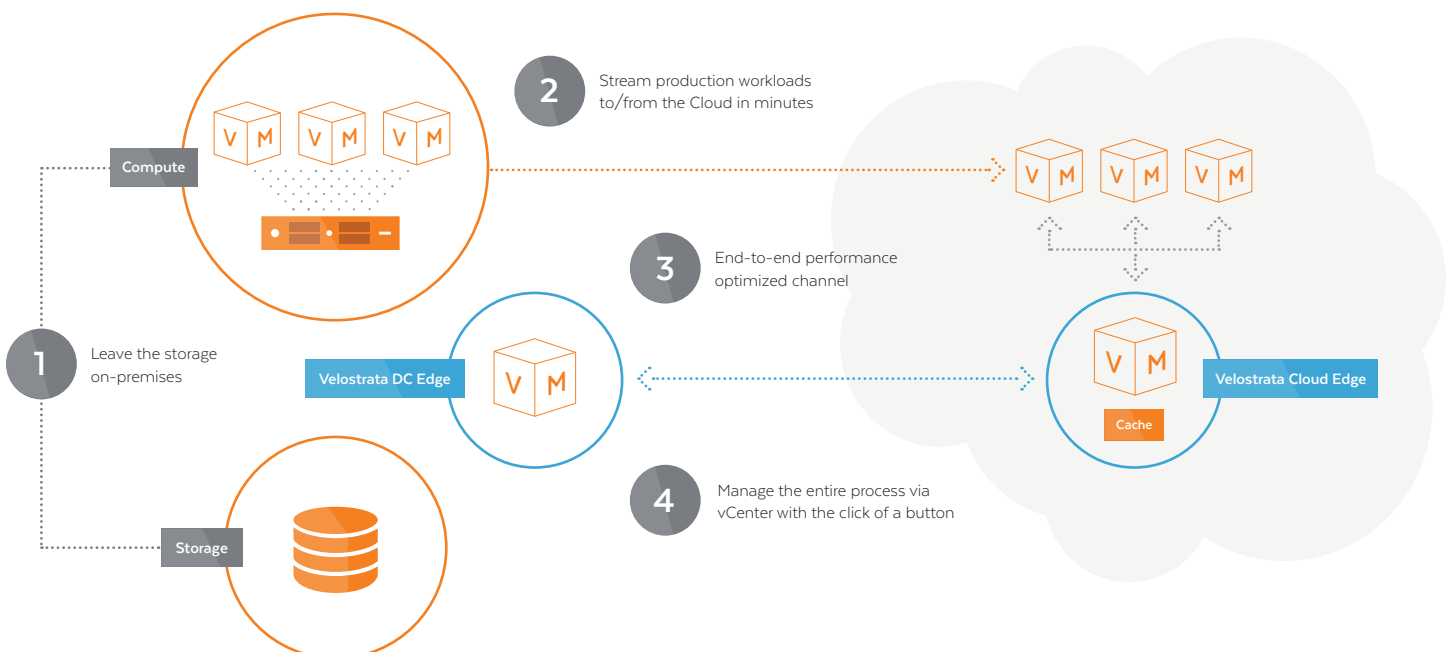 2
Stream production workloads
to/from the Cloud in minutes
V M
V M
V M
Compute
V M
V M
V M
3
End-to-end performance
optimized channel
1
Leave the storage
on-premises
Velostrata DC Edge
V M
V M
Velostrata Cloud Edge
Cache
4
Manage the entire process via
vCenter with the click of a button
Storage